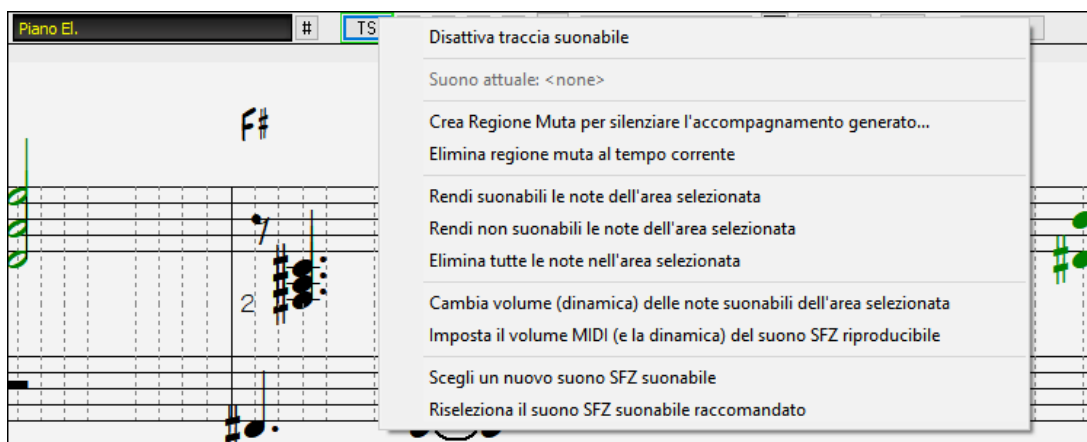 Piano El.
#
TS
Disattiva traccia suonabile
Suono attuale: <none>
Crea Regione Muta per silenziare l'accompagnamento generato...
Elimina regione muta al tempo corrente
Rendi suonabili le note dell'area selezionata
Rendi non suonabili le note dell'area selezionata
Elimina tutte le note nell'area selezionata
Cambia volume (dinamica) delle note suonabili dell'area selezionata
Imposta il volume MIDI (e la dinamica) del suono SFZ riproducibile
Scegli un nuovo suono SFZ suonabile
Riseleziona il suono SFZ suonabile raccomandato
F#
2